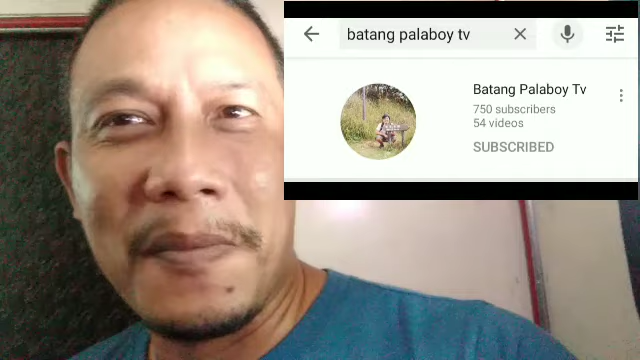 batang palaboy tv
Batang Palaboy Tv
750 subscribers
54 videos
SUBSCRIBED